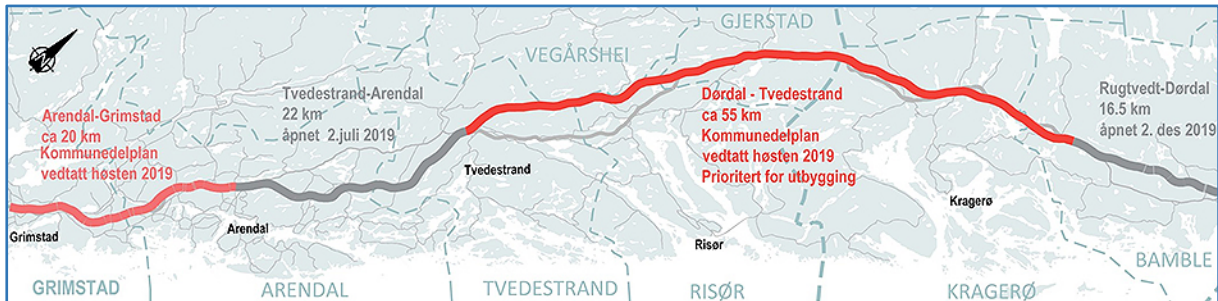 GJERSTAD
VEGÅRSHEI
Tvedestrand-Arendal
22 km
åpnet 2.juli 2019
Arendal-Grimstad
ca 20 km
Kommunedelplan
vedtatt høsten 2019
Dørdal - Tvedestrand
ca 55 km
Kommunedelplan
vedtatt høsten 2019
Prioritert for utbygging
Rugtvedt-Dørdal
16.5 km
åpnet 2. des 2019
Tvedestrand
Kragerø
Grimstad
Arendal
Risør
BAMBLE
GRIMSTAD
ARENDAL
TVEDESTRAND
RISØR
KRAGERØ